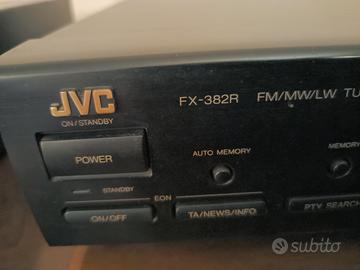 JVC FX-382R FM/MW/LW TU
ON/STANDBY
POWER
AUTO MEMORY MEMORY
STANDBY
EON
ON/OFF TA/NEWS/INFO PTY SEARCH
subito